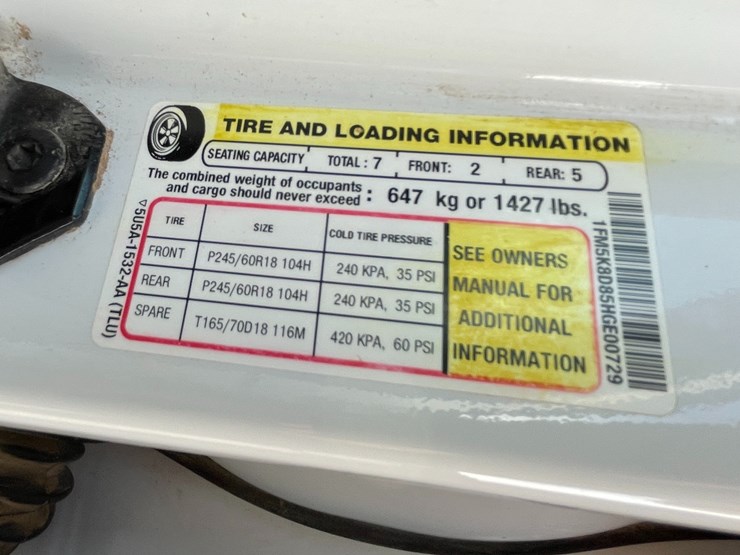 TIRE AND LOADING INFORMATION
SEATING CAPACITY TOTAL : 7 FRONT: 2 REAR: 5
The combined weight of occupants
and cargo should never exceed : 647 kg or 1427 lbs.
TIRE SIZE COLD TIRE PRESSURE
FRONT P245/60R18 104H 240 KPA, 35 PSI
REAR P245/60R18 104H 240 KPA, 35 PSI
SPARE T165/70D18 116M 420 KPA, 60 PSI
SEE OWNERS
MANUAL FOR
ADDITIONAL
INFORMATION
5U5A-1532-AA (TLU)
1FM5K8D85HGE00729